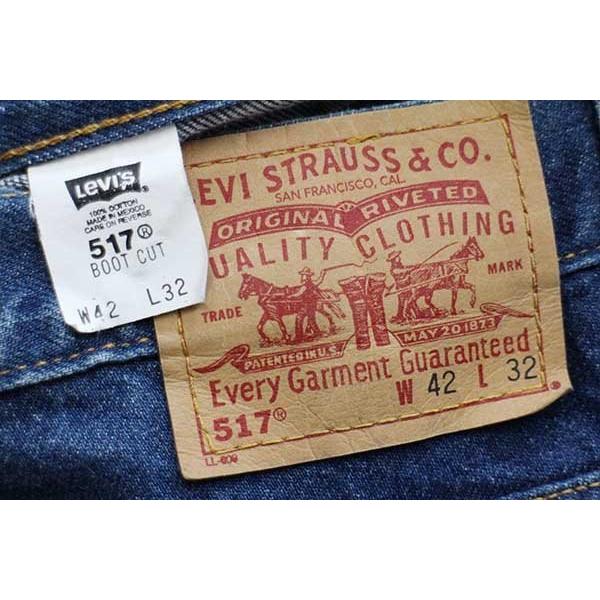 Levi's
100% COTTON
MADE IN MEXICO
CARE ON REVERSE
517®
BOOT CUT
W42 L32
EVI STRAUSS & CO.
SAN FRANCISCO, CAL.
ORIGINAL RIVETED
UALITY CLOTHING
TRADE MARK
PATENTED IN U.S. MAY 20 1873
Every Garment Guaranteed
517® W 42 L 32